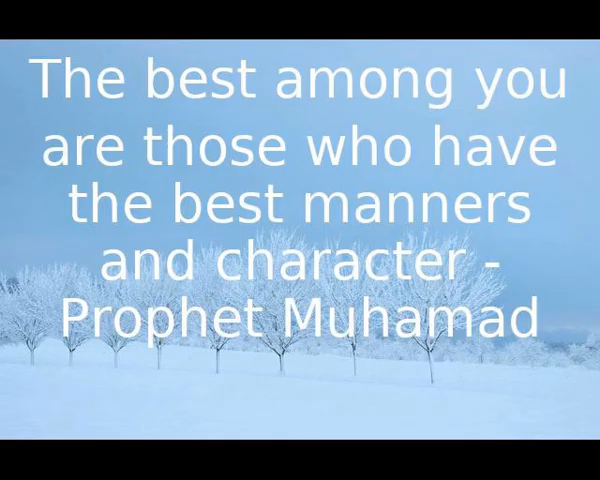 The best among you
are those who have
the best manners
and character -
Prophet Muhamad